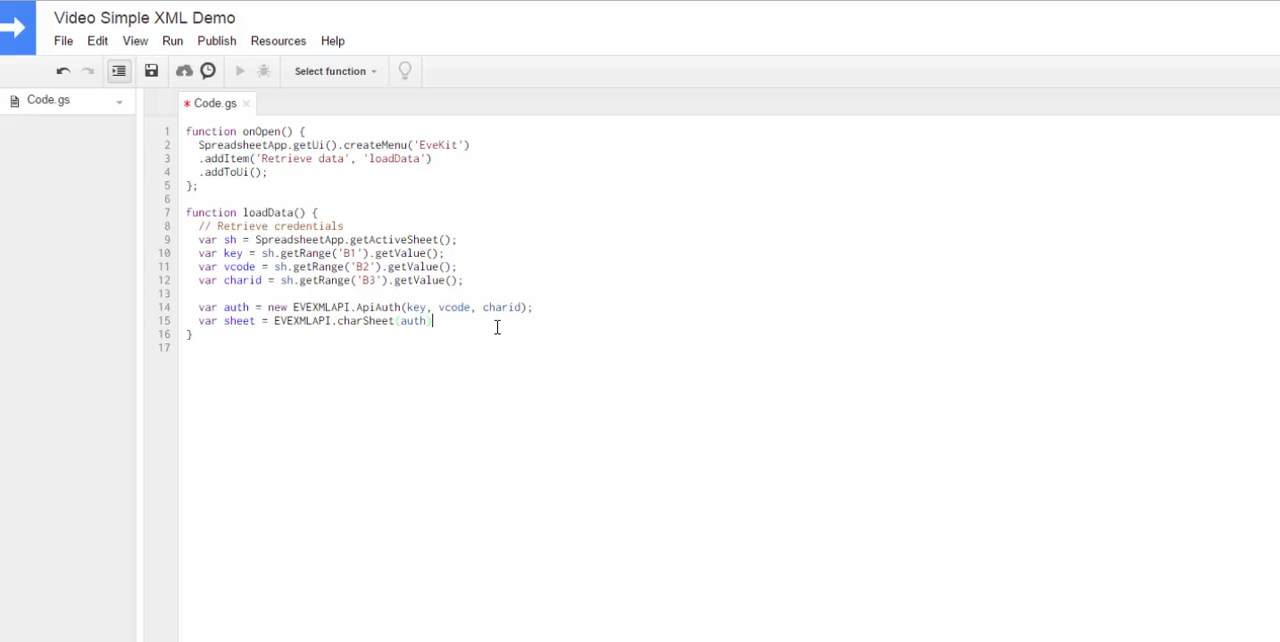 Video Simple XML Demo
File Edit View Run Publish Resources Help
Select function
Code.gs
* Code.gs ×
1 function onOpen() {
2 SpreadsheetApp.getUi().createMenu('EveKit')
3 .addItem('Retrieve data', 'loadData')
4 .addToUi();
5 };
6
7 function loadData() {
8 // Retrieve credentials
9 var sh = SpreadsheetApp.getActiveSheet();
10 var key = sh.getRange('B1').getValue();
11 var vcode = sh.getRange('B2').getValue();
12 var charid = sh.getRange('B3').getValue();
13
14 var auth = new EVEXMLAPI.ApiAuth(key, vcode, charid);
15 var sheet = EVEXMLAPI.charSheet(auth)
16 }
17